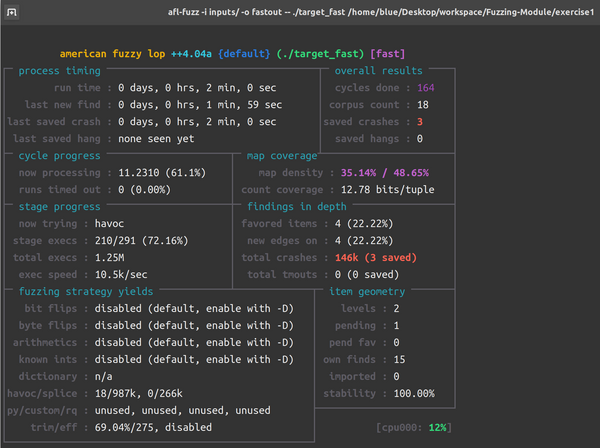 afl-fuzz -i inputs/ -o fastout -- ./target_fast /home/blue/Desktop/workspace/Fuzzing-Module/exercise1
american fuzzy lop ++4.04a {default} (./target_fast) [fast]
process timing overall results
run time : 0 days, 0 hrs, 2 min, 0 sec cycles done : 164
last new find : 0 days, 0 hrs, 1 min, 59 sec corpus count : 18
last saved crash : 0 days, 0 hrs, 2 min, 0 sec saved crashes : 3
last saved hang : none seen yet saved hangs : 0
cycle progress map coverage
now processing : 11.2310 (61.1%) map density : 35.14% / 48.65%
runs timed out : 0 (0.00%) count coverage : 12.78 bits/tuple
stage progress findings in depth
now trying : havoc favored items : 4 (22.22%)
stage execs : 210/291 (72.16%) new edges on : 4 (22.22%)
total execs : 1.25M total crashes : 146k (3 saved)
exec speed : 10.5k/sec total tmouts : 0 (0 saved)
fuzzing strategy yields item geometry
bit flips : disabled (default, enable with -D) levels : 2
byte flips : disabled (default, enable with -D) pending : 1
arithmetics : disabled (default, enable with -D) pend fav : 0
known ints : disabled (default, enable with -D) own finds : 15
dictionary : n/a imported : 0
havoc/splice : 18/987k, 0/266k stability : 100.00%
py/custom/rq : unused, unused, unused, unused
trim/eff : 69.04%/275, disabled [cpu000: 12%]